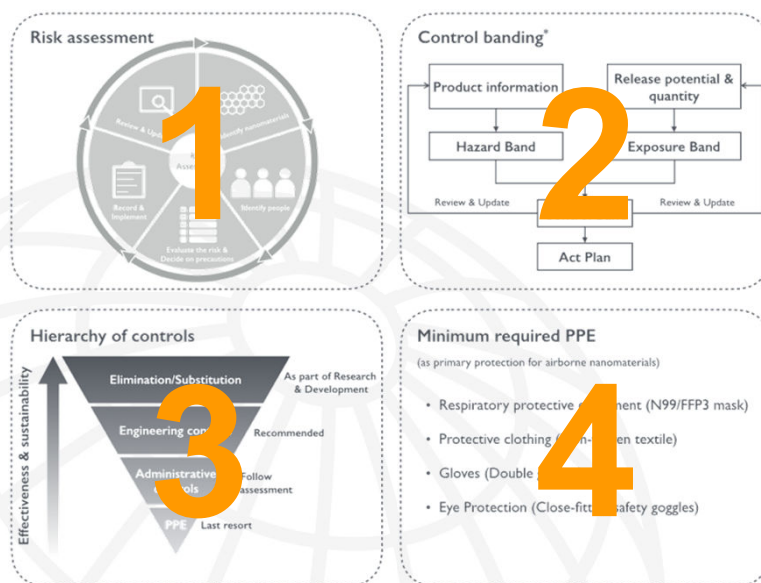 Risk assessment
1
Review & Update
Identify nanomaterials
Record &
Implement
Identify people
Evaluate the risk &
Decide on precautions
Control banding*
2
Product information
Release potential &
quantity
Hazard Band
Exposure Band
Review & Update
Review & Update
Act Plan
Hierarchy of controls
3
Effectiveness & sustainability
Elimination/Substitution
As part of Research
& Development
Engineering
Recommended
Administrative
Follow
assessment
PPE
Last resort
Minimum required PPE
4
(as primary protection for airborne nanomaterials)
• Respiratory protective (N99/FFP3 mask)
• Protective clothing textile)
• Gloves (Double
• Eye Protection (Close-fitting safety goggles)